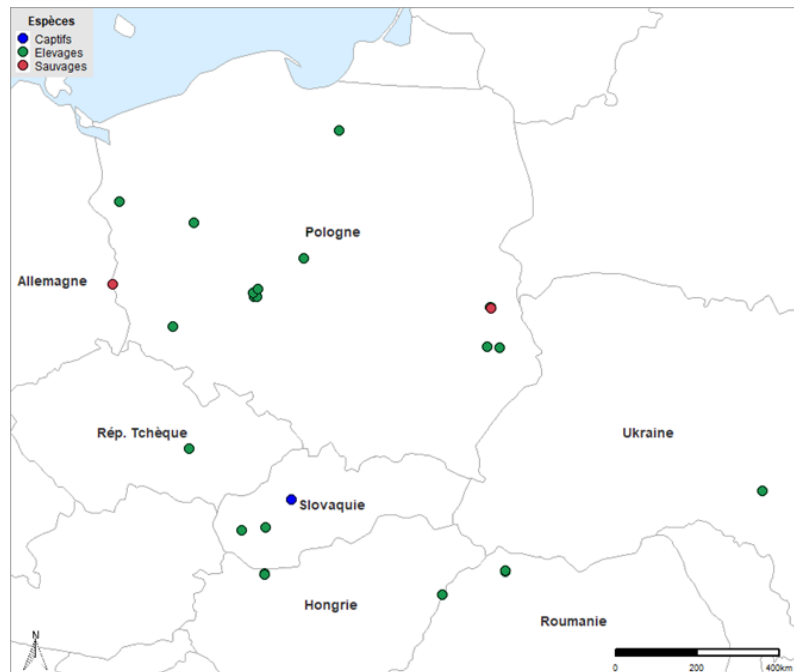 Espèces
Captifs
Elevages
Sauvages
Pologne
Allemagne
Rép. Tchèque
Ukraine
Slovaquie
Hongrie
Roumanie
N
0 200 400km